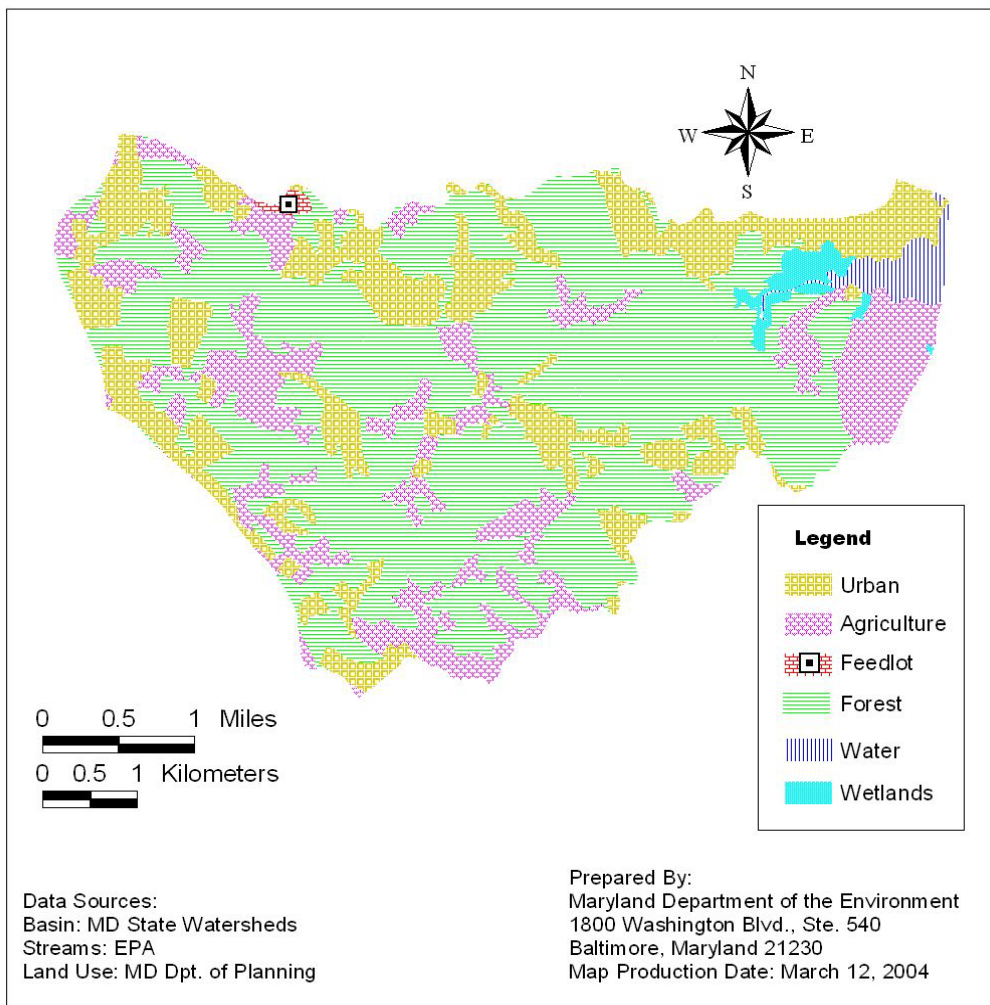 N
W E
S
Legend
Urban
Agriculture
Feedlot
Forest
Water
Wetlands
0 0.5 1 Miles
0 0.5 1 Kilometers
Data Sources:
Basin: MD State Watersheds
Streams: EPA
Land Use: MD Dpt. of Planning
Prepared By:
Maryland Department of the Environment
1800 Washington Blvd., Ste. 540
Baltimore, Maryland 21230
Map Production Date: March 12, 2004